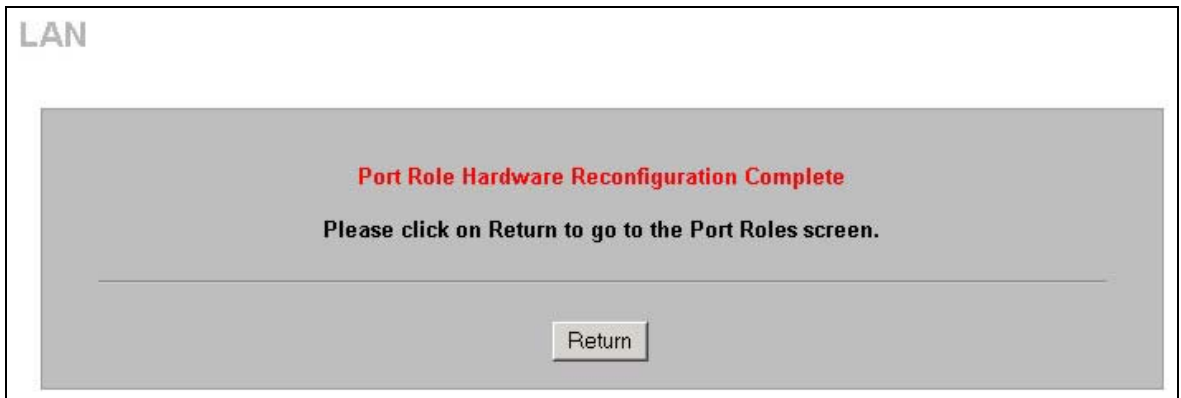 LAN
Port Role Hardware Reconfiguration Complete
Please click on Return to go to the Port Roles screen.
Return